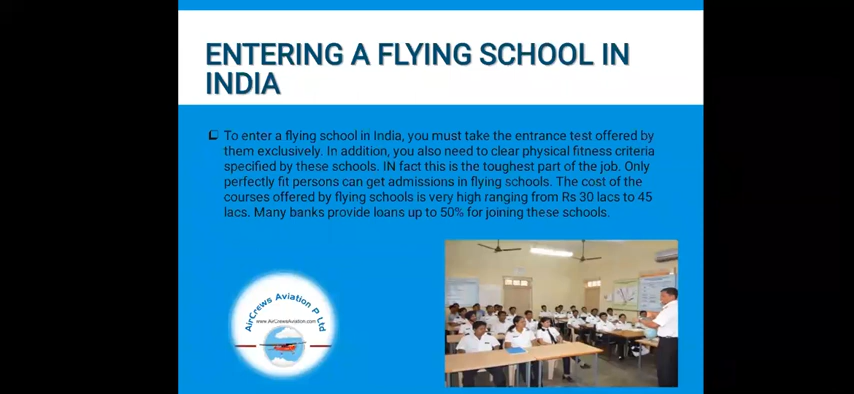 ENTERING A FLYING SCHOOL IN
INDIA
To enter a flying school in India, you must take the entrance test offered by
them exclusively. In addition, you also need to clear physical fitness criteria
specified by these schools. IN fact this is the toughest part of the job. Only
perfectly fit persons can get admissions in flying schools. The cost of the
courses offered by flying schools is very high ranging from Rs 30 lacs to 45
lacs. Many banks provide loans up to 50% for joining these schools.
AirCrews Aviation P Ltd
www.AirCrewsAviation.com